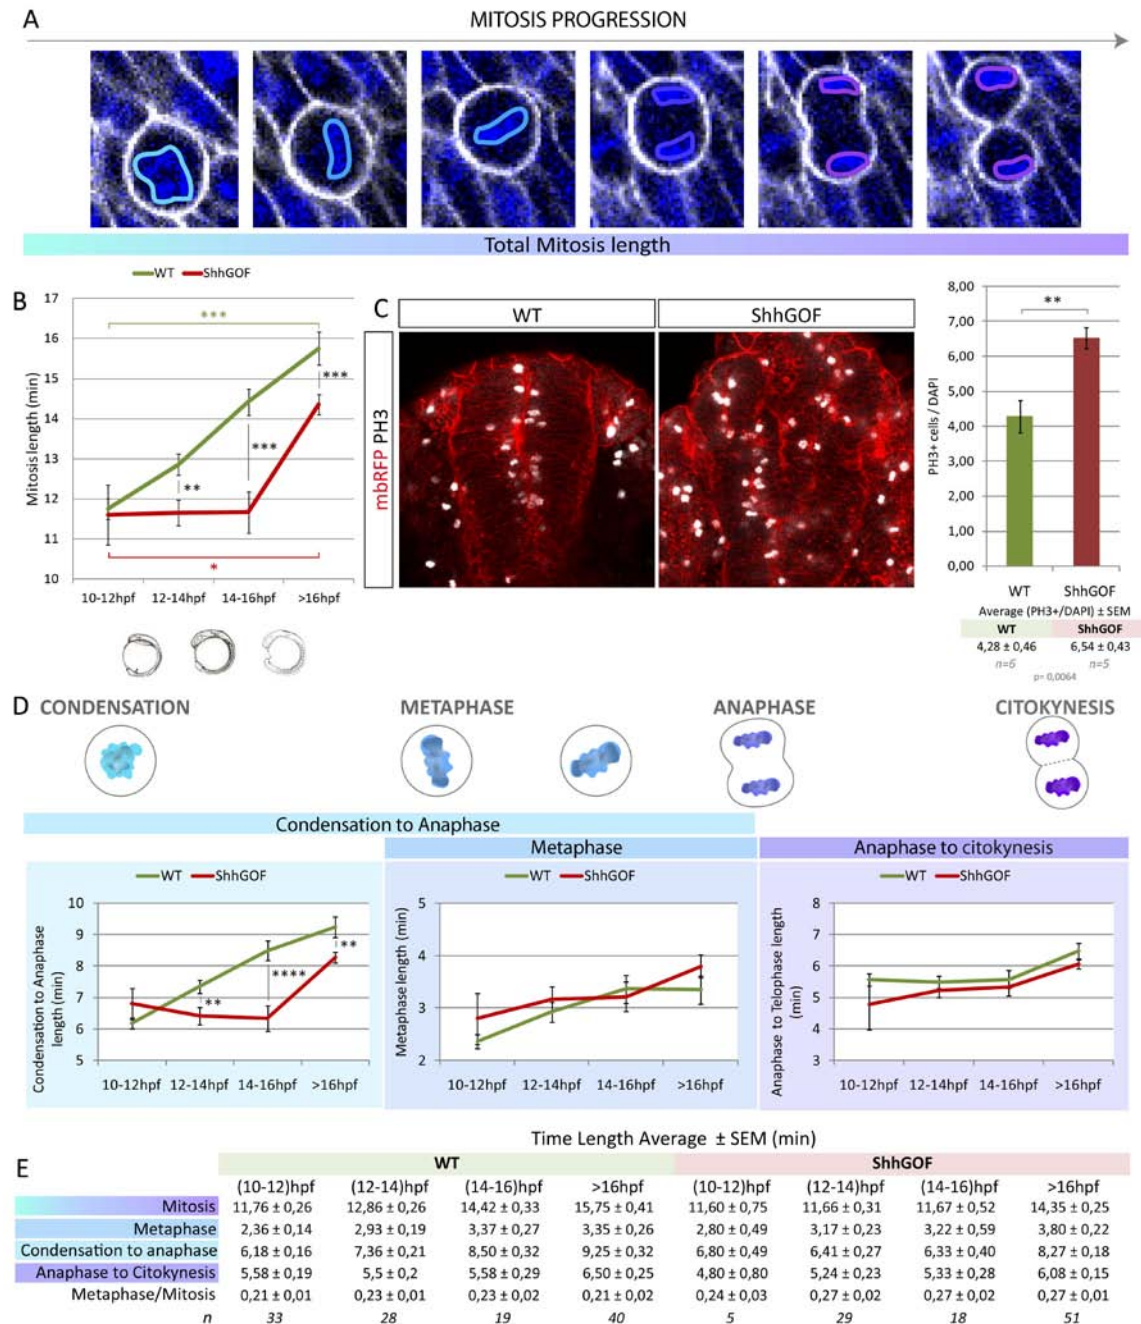 A
MITOSIS PROGRESSION
Total Mitosis length
B
WT ShhGOF
Mitosis length (min)
17
16
15
14
13
12
11
10
***
***
***
**
*
10-12hpf 12-14hpf 14-16hpf >16hpf
C
WT ShhGOF
mbRFP PH3
PH3+ cells / DAPI
8,00
7,00
6,00
5,00
4,00
3,00
2,00
1,00
0,00
**
WT ShhGOF
Average (PH3+/DAPI) ± SEM
WT ShhGOF
4,28 ± 0,46 6,54 ± 0,43
n=6 n=5
p= 0,0064
D
CONDENSATION METAPHASE ANAPHASE CITOKYNESIS
Condensation to Anaphase
Metaphase
Anaphase to citokynesis
WT ShhGOF
Condensation to Anaphase
length (min)
10
9
8
7
6
5
**
****
**
10-12hpf 12-14hpf 14-16hpf >16hpf
WT ShhGOF
Metaphase length (min)
5
4
3
2
10-12hpf 12-14hpf 14-16hpf >16hpf
WT ShhGOF
Anaphase to Telophase length
(min)
8
7
6
5
4
3
10-12hpf 12-14hpf 14-16hpf >16hpf
E
Time Length Average ± SEM (min)
WT ShhGOF
(10-12)hpf (12-14)hpf (14-16)hpf >16hpf (10-12)hpf (12-14)hpf (14-16)hpf >16hpf
Mitosis 11,76 ± 0,26 12,86 ± 0,26 14,42 ± 0,33 15,75 ± 0,41 11,60 ± 0,75 11,66 ± 0,31 11,67 ± 0,52 14,35 ± 0,25
Metaphase 2,36 ± 0,14 2,93 ± 0,19 3,37 ± 0,27 3,35 ± 0,26 2,80 ± 0,49 3,17 ± 0,23 3,22 ± 0,59 3,80 ± 0,22
Condensation to anaphase 6,18 ± 0,16 7,36 ± 0,21 8,50 ± 0,32 9,25 ± 0,32 6,80 ± 0,49 6,41 ± 0,27 6,33 ± 0,40 8,27 ± 0,18
Anaphase to Citokynesis 5,58 ± 0,19 5,5 ± 0,2 5,58 ± 0,29 6,50 ± 0,25 4,80 ± 0,80 5,24 ± 0,23 5,33 ± 0,28 6,08 ± 0,15
Metaphase/Mitosis 0,21 ± 0,01 0,23 ± 0,01 0,23 ± 0,02 0,21 ± 0,02 0,24 ± 0,03 0,27 ± 0,02 0,27 ± 0,02 0,27 ± 0,01
n 33 28 19 40 5 29 18 51